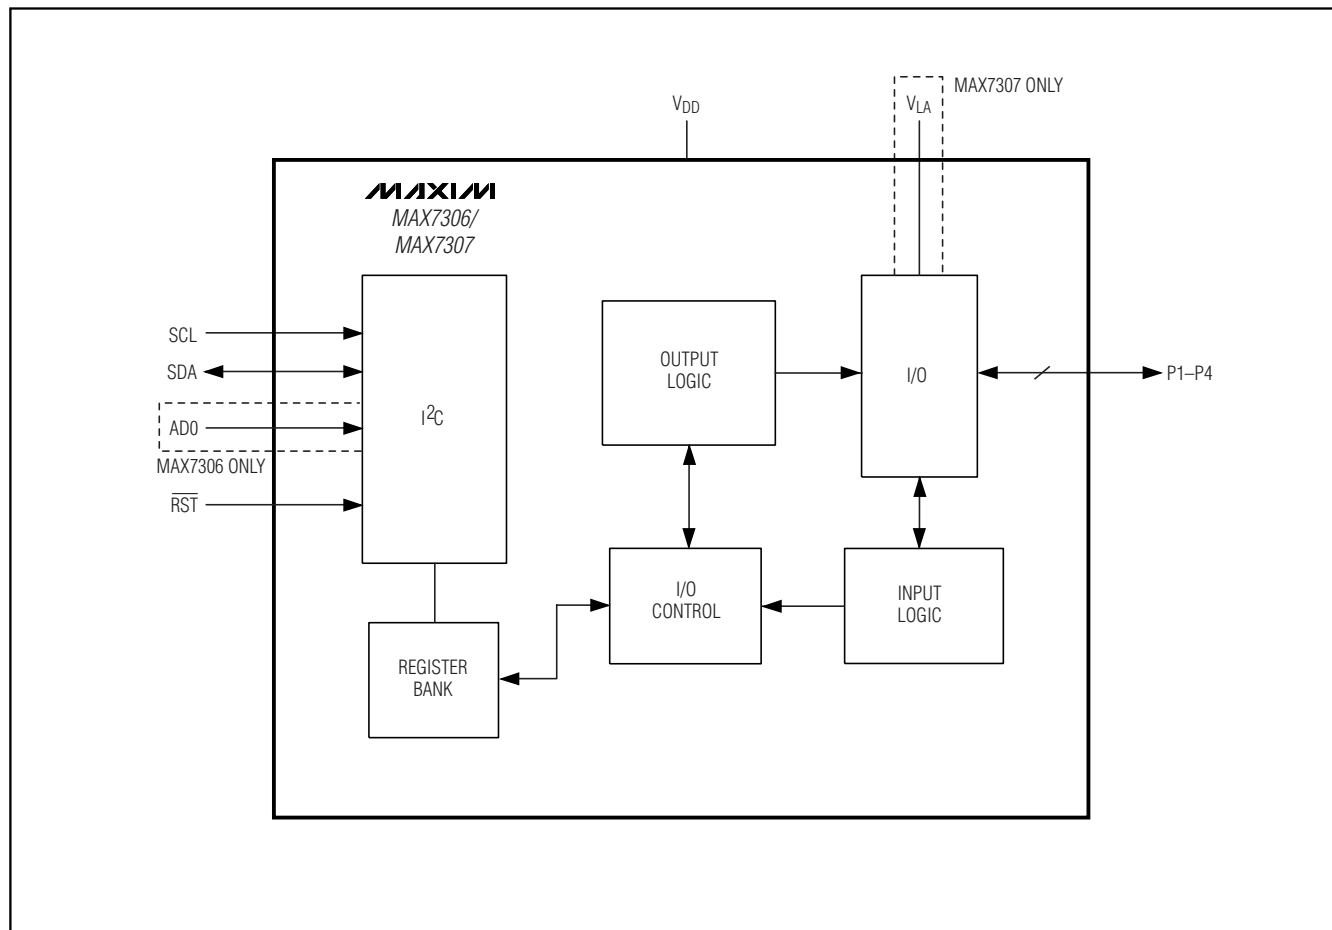 MAX7307 ONLY
VDD
VLA
MAXIM
MAX7306/
MAX7307
SCL
SDA
AD0
MAX7306 ONLY
RST
I2C
OUTPUT
LOGIC
I/O
P1–P4
I/O
CONTROL
INPUT
LOGIC
REGISTER
BANK